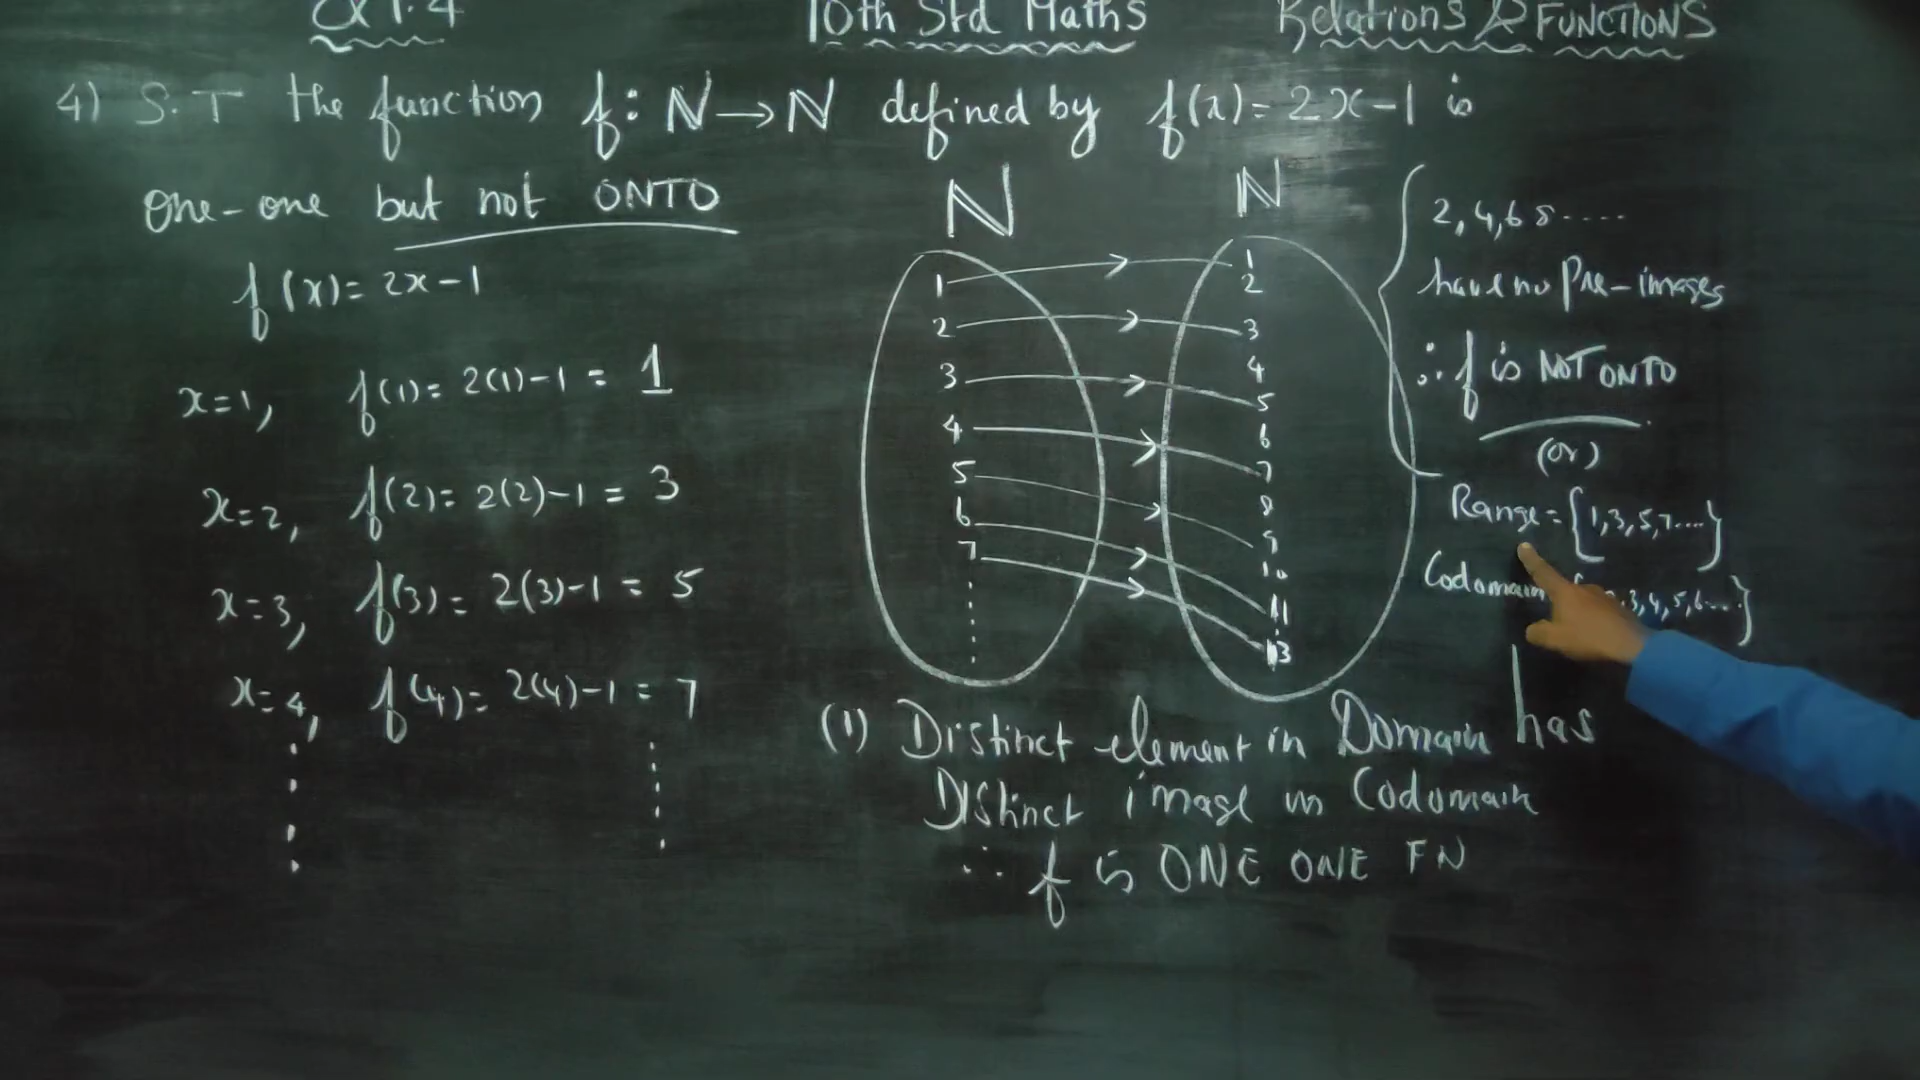 Ex 1.4
10th Std Maths
Relations & FUNCTIONS
4) S.T the function f: ℕ→ℕ defined by f(x)= 2x-1 is
one-one but not ONTO
f(x)= 2x-1
x=1, f(1)= 2(1)-1 = 1
x=2, f(2)= 2(2)-1 = 3
x=3, f(3)= 2(3)-1 = 5
x=4, f(4)= 2(4)-1 = 7
ℕ
1
2
3
4
5
6
7
ℕ
1
2
3
4
5
6
7
8
9
10
11
13
2,4,6 8 ....
have no Pre-images
∴ f is NOT ONTO
(or)
Range = {1,3,5,7....}
Codomain 3,4,5,6...}
(1) Distinct element in Domain has
Distinct image in Codomain
∴ f is ONE ONE FN